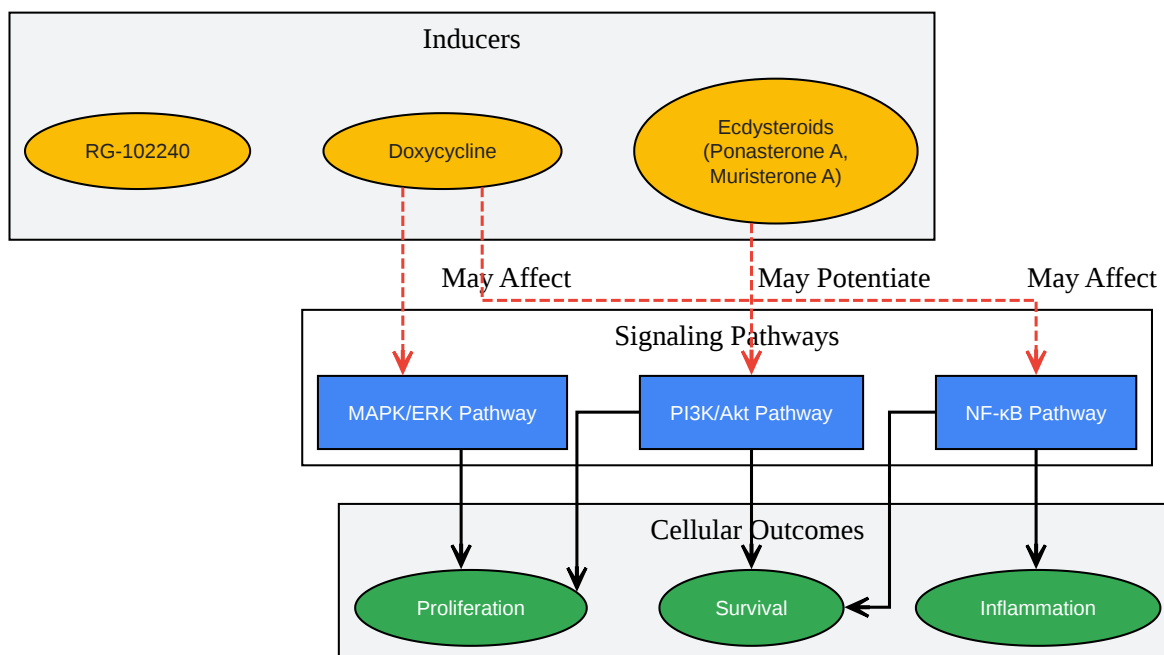 Inducers
RG-102240
Doxycycline
Ecdysteroids
(Ponasterone A,
Muristerone A)
May Affect
May Potentiate
May Affect
Signaling Pathways
MAPK/ERK Pathway
PI3K/Akt Pathway
NF-κB Pathway
Cellular Outcomes
Proliferation
Survival
Inflammation